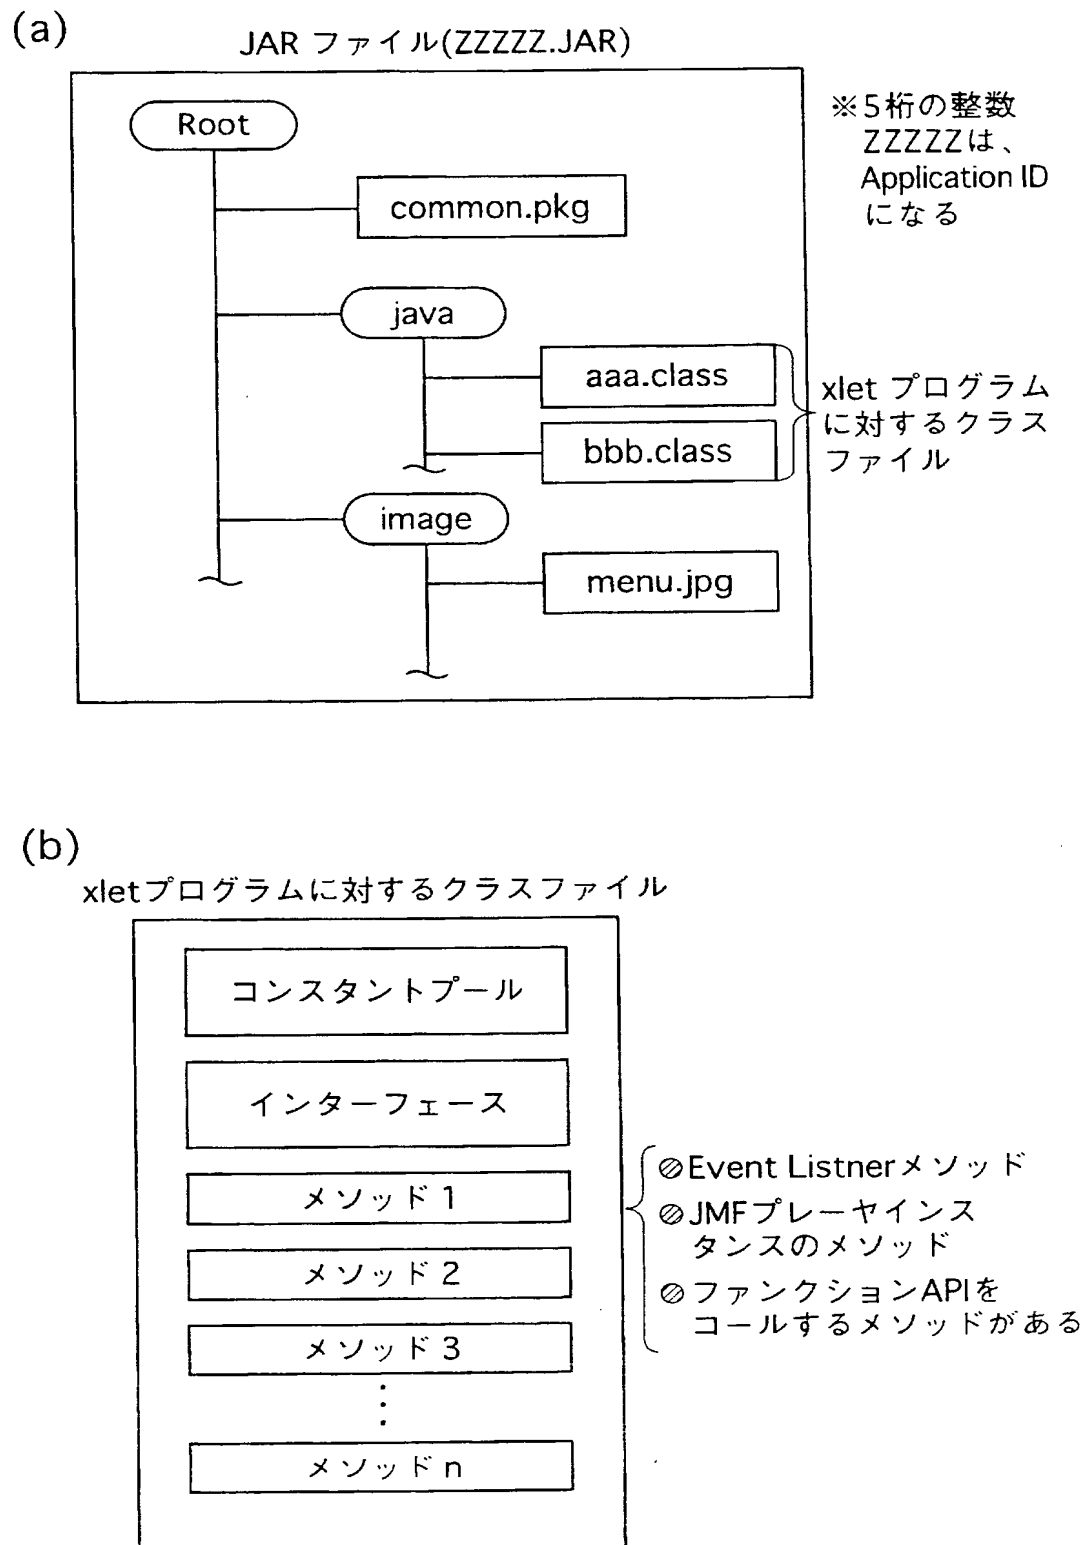 (a)
JAR ファイル(ZZZZZ.JAR)
Root
※5桁の整数
ZZZZZは、
Application ID
になる
common.pkg
java
aaa.class
bbb.class
xlet プログラム
に対するクラス
ファイル
image
menu.jpg
(b)
xletプログラムに対するクラスファイル
コンスタントプール
インターフェース
メソッド1
メソッド2
メソッド3
メソッドn
Event Listnerメソッド
JMFプレーヤインス
タンスのメソッド
ファンクションAPIを
コールするメソッドがある